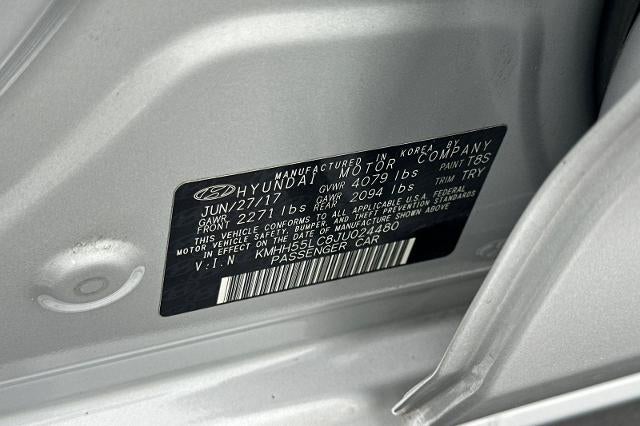 MANUFACTURED IN KOREA BY
HYUNDAI MOTOR COMPANY
JUN/27/17 GVWR 4079 lbs PAINT T8S
GAWR FRONT 2271 lbs GAWR REAR 2094 lbs TRIM TRY
THIS VEHICLE CONFORMS TO ALL APPLICABLE U.S.A. FEDERAL
MOTOR VEHICLE SAFETY, BUMPER, AND THEFT PREVENTION STANDARDS
IN EFFECT ON THE DATE OF MANUFACTURE SHOWN ABOVE.
V.I.N KMHH55LC8JU024480
PASSENGER CAR